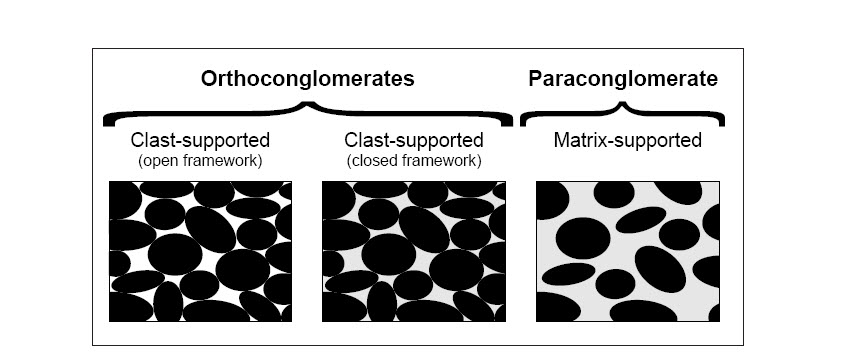 Orthoconglomerates
Paraconglomerate
Clast-supported
(open framework)
Clast-supported
(closed framework)
Matrix-supported